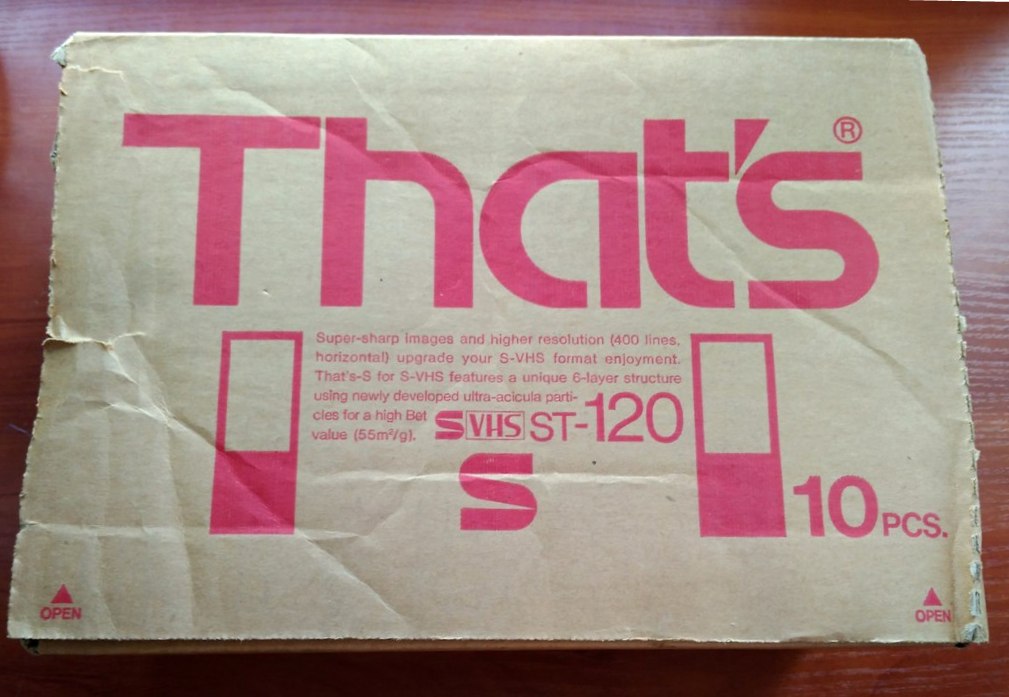 That's®
Super-sharp images and higher resolution (400 lines,
horizontal) upgrade your S-VHS format enjoyment.
That's-S for S-VHS features a unique 6-layer structure
using newly developed ultra-acicula parti-
cles for a high Bet
value (55m²/g).
S VHS ST-120
S
10 PCS.
OPEN
OPEN